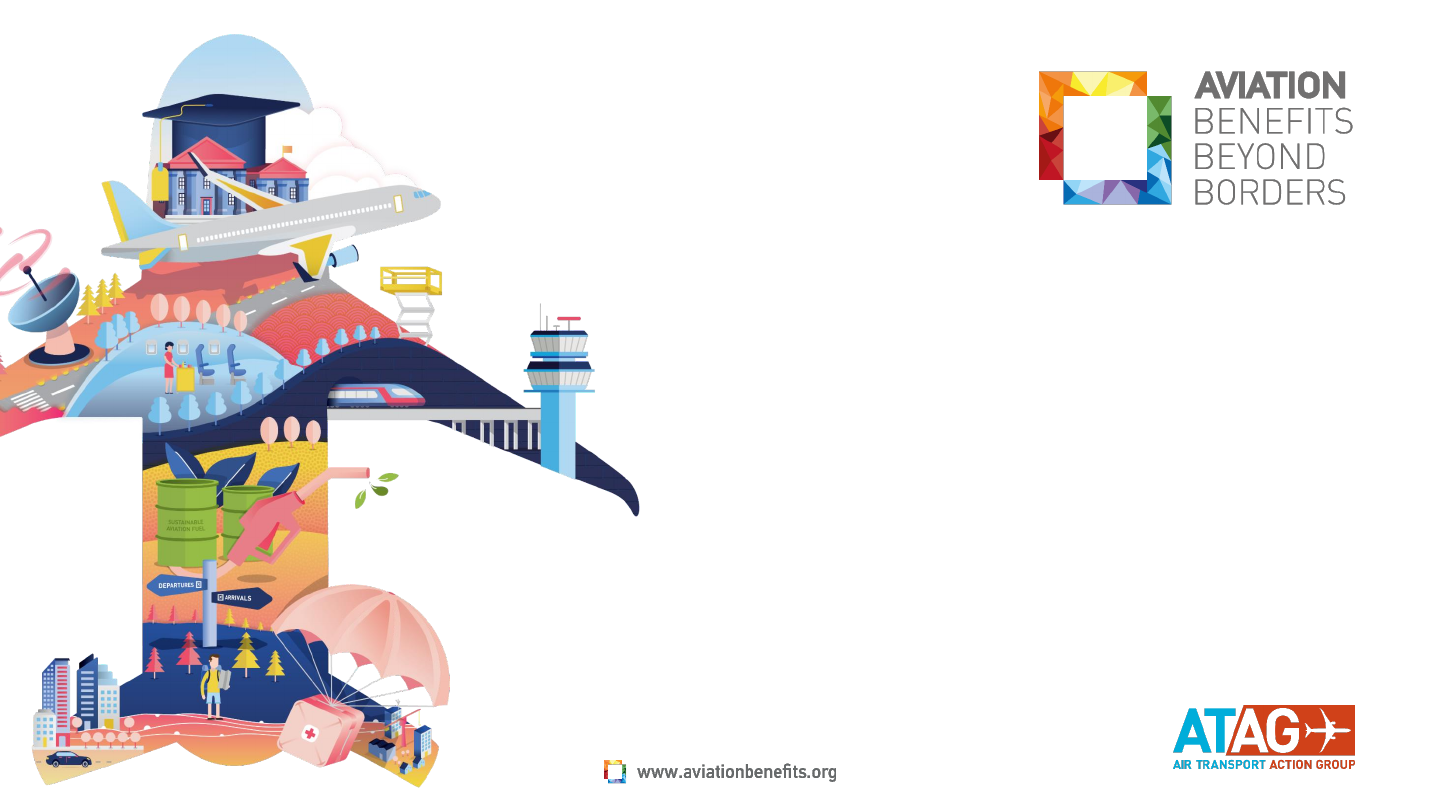 AVIATION
BENEFITS
BEYOND
BORDERS
SUSTAINABLE
AVIATION FUEL
DEPARTURES
ARRIVALS
www.aviationbenefits.org
ATAG
AIR TRANSPORT ACTION GROUP